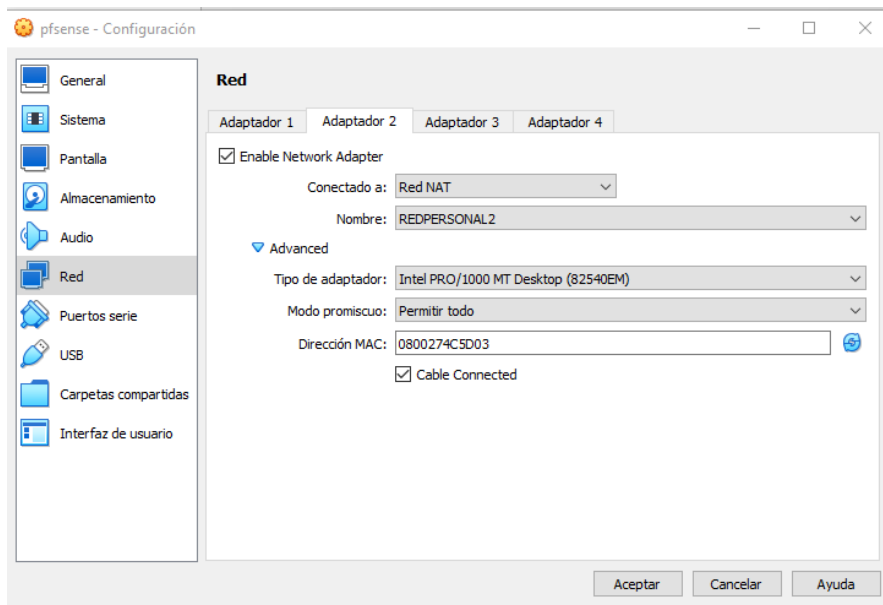 pfsense - Configuración
General
Sistema
Pantalla
Almacenamiento
Audio
Red
Puertos serie
USB
Carpetas compartidas
Interfaz de usuario
Red
Adaptador 1 Adaptador 2 Adaptador 3 Adaptador 4
Enable Network Adapter
Conectado a: Red NAT
Nombre: REDPERSONAL2
Advanced
Tipo de adaptador: Intel PRO/1000 MT Desktop (82540EM)
Modo promiscuo: Permitir todo
Dirección MAC: 0800274C5D03
Cable Connected
Aceptar Cancelar Ayuda